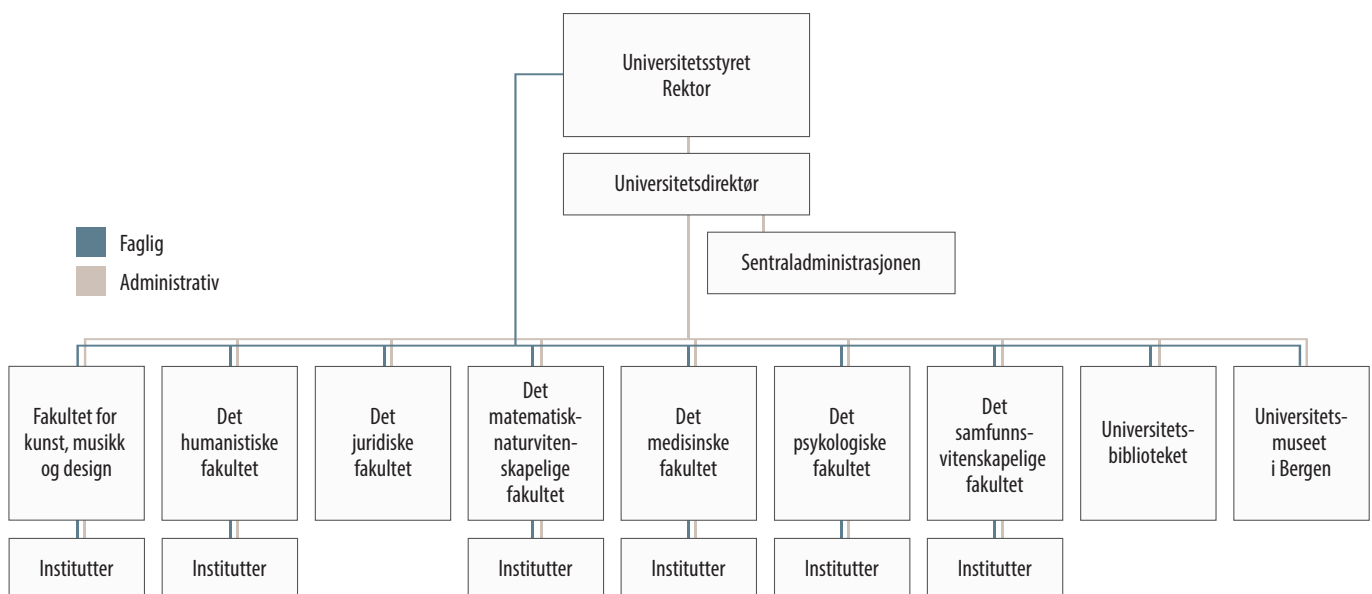 Universitetsstyret
Rektor
Universitetsdirektør
Faglig
Administrativ
Sentraladministrasjonen
Fakultet for
kunst, musikk
og design
Det
humanistiske
fakultet
Det
juridiske
fakultet
Det
matematisk-
naturviten-
skapelige
fakultet
Det
medisinske
fakultet
Det
psykologiske
fakultet
Det
samfunns-
vitenskapelige
fakultet
Universitets-
biblioteket
Universitets-
museet
i Bergen
Institutter
Institutter
Institutter
Institutter
Institutter
Institutter